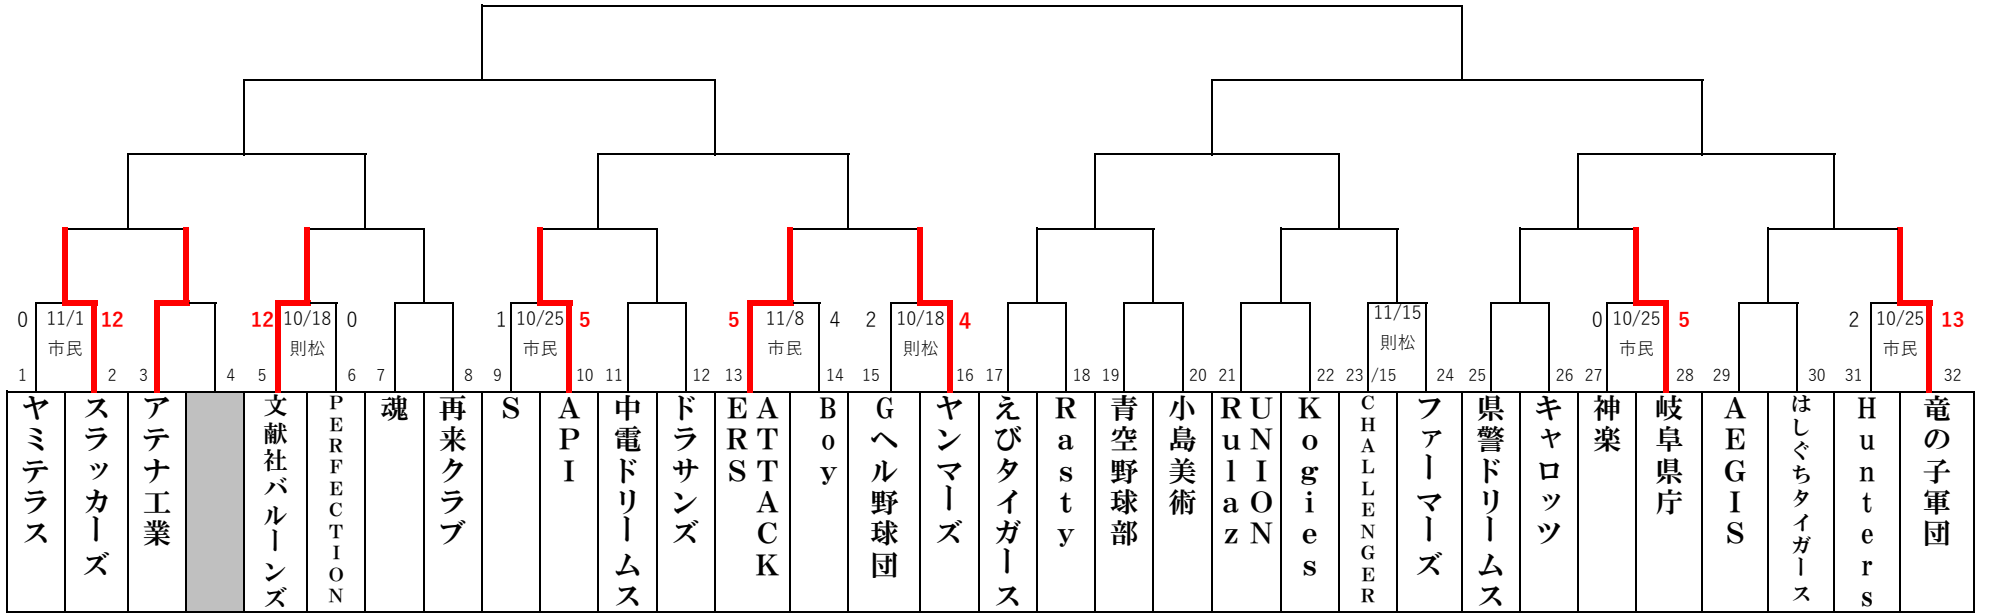 0 11/1 12 12 10/18 0 1 10/25 5 5 11/8 4 2 10/18 4 11/15 0 10/25 5 2 10/25 13
市民 則松 市民 市民 則松 則松 市民 市民
1 2 3 4 5 6 7 8 9 10 11 12 13 14 15 16 17 18 19 20 21 22 23 /15 24 25 26 27 28 29 30 31 32
ヤミテラス
スラッカーズ
アテナ工業
文献社バルーンズ
PERFECTION
魂
再来クラブ
S
API
中電ドリームス
ドラサンズ
ATTACK
ERS
Boy
Gヘル野球団
ヤンマーズ
えびタイガース
Rasty
青空野球部
小島美術
UNION
Rulaz
Kogies
CHALLENGER
ファーマーズ
県警ドリームス
キャロッツ
神楽
岐阜県庁
AEGIS
はしぐちタイガース
Hunters
竜の子軍団